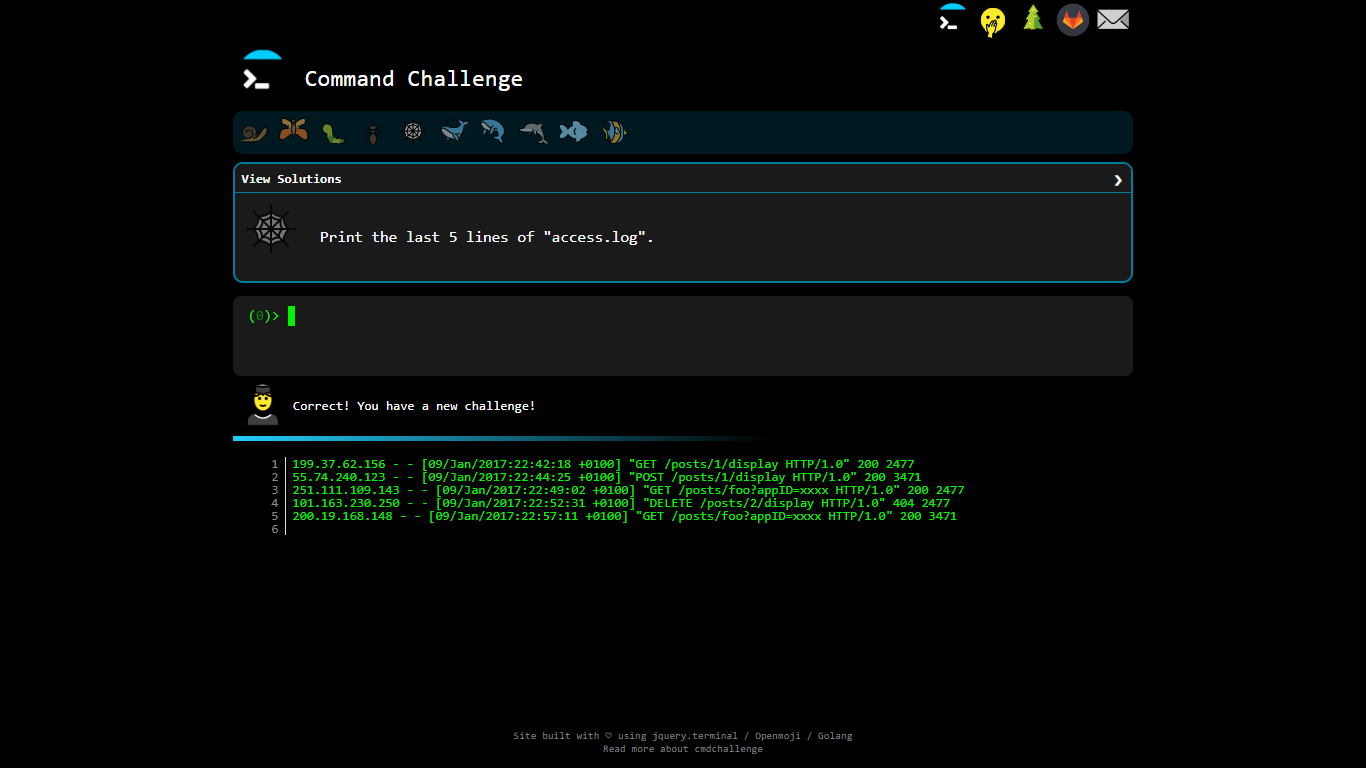 Command Challenge
View Solutions ❯
Print the last 5 lines of "access.log".
(0)>
Correct! You have a new challenge!
1 199.37.62.156 - - [09/Jan/2017:22:42:18 +0100] "GET /posts/1/display HTTP/1.0" 200 2477
2 55.74.240.123 - - [09/Jan/2017:22:44:25 +0100] "POST /posts/1/display HTTP/1.0" 200 3471
3 251.111.109.143 - - [09/Jan/2017:22:49:02 +0100] "GET /posts/foo?appID=xxxx HTTP/1.0" 200 2477
4 101.163.230.250 - - [09/Jan/2017:22:52:31 +0100] "DELETE /posts/2/display HTTP/1.0" 404 2477
5 200.19.168.148 - - [09/Jan/2017:22:57:11 +0100] "GET /posts/foo?appID=xxxx HTTP/1.0" 200 3471
6
Site built with ♡ using jquery.terminal / Openmoji / Golang
Read more about cmdchallenge